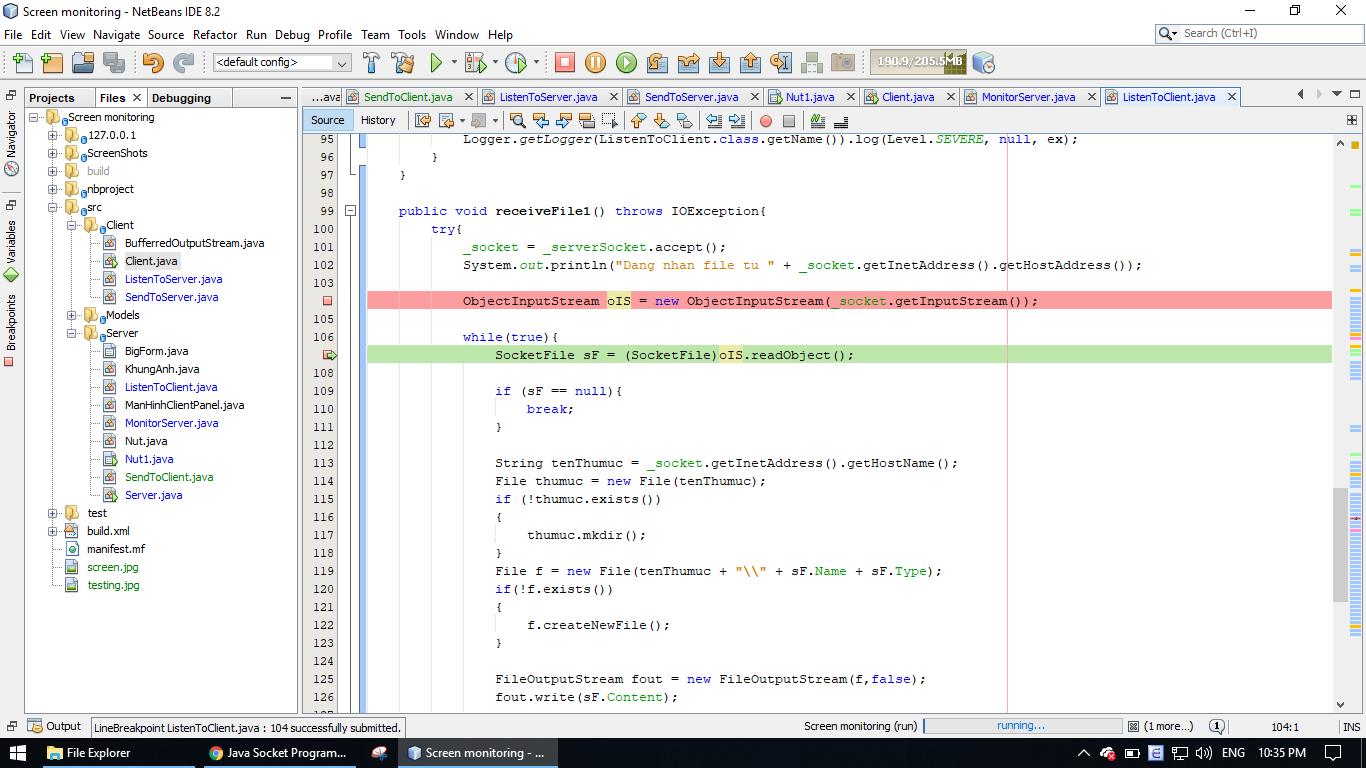 Screen monitoring - NetBeans IDE 8.2
File Edit View Navigate Source Refactor Run Debug Profile Team Tools Window Help
Search (Ctrl+I)
<default config>
190.9/205.5MB
Projects
Files
Debugging
...ava
SendToClient.java
ListenToServer.java
SendToServer.java
Nut1.java
Client.java
MonitorServer.java
ListenToClient.java
Navigator
Variables
Breakpoints
Screen monitoring
127.0.0.1
ScreenShots
build
nbproject
src
Client
BufferredOutputStream.java
Client.java
ListenToServer.java
SendToServer.java
Models
Server
BigForm.java
KhungAnh.java
ListenToClient.java
ManHinhClientPanel.java
MonitorServer.java
Nut.java
Nut1.java
SendToClient.java
Server.java
test
build.xml
manifest.mf
screen.jpg
testing.jpg
Source History
95 Logger.getLogger(ListenToClient.class.getName()).log(Level.SEVERE, null, ex);
96 }
97 }
98
99 public void receiveFile1() throws IOException{
100 try{
101 _socket = _serverSocket.accept();
102 System.out.println("Dang nhan file tu " + _socket.getInetAddress().getHostAddress());
103
ObjectInputStream oIS = new ObjectInputStream(_socket.getInputStream());
106 while(true){
SocketFile sF = (SocketFile)oIS.readObject();
108
109 if (sF == null){
110 break;
111 }
112
113 String tenThumuc = _socket.getInetAddress().getHostName();
114 File thumuc = new File(tenThumuc);
115 if (!thumuc.exists())
116 {
117 thumuc.mkdir();
118 }
119 File f = new File(tenThumuc + "\\" + sF.Name + sF.Type);
120 if(!f.exists())
121 {
122 f.createNewFile();
123 }
124
125 FileOutputStream fout = new FileOutputStream(f,false);
126 fout.write(sF.Content);
Output
LineBreakpoint ListenToClient.java : 104 successfully submitted.
Screen monitoring (run)
running...
(1 more...)
1
104:1
INS
File Explorer
Java Socket Program...
Screen monitoring - ...
ENG
10:35 PM